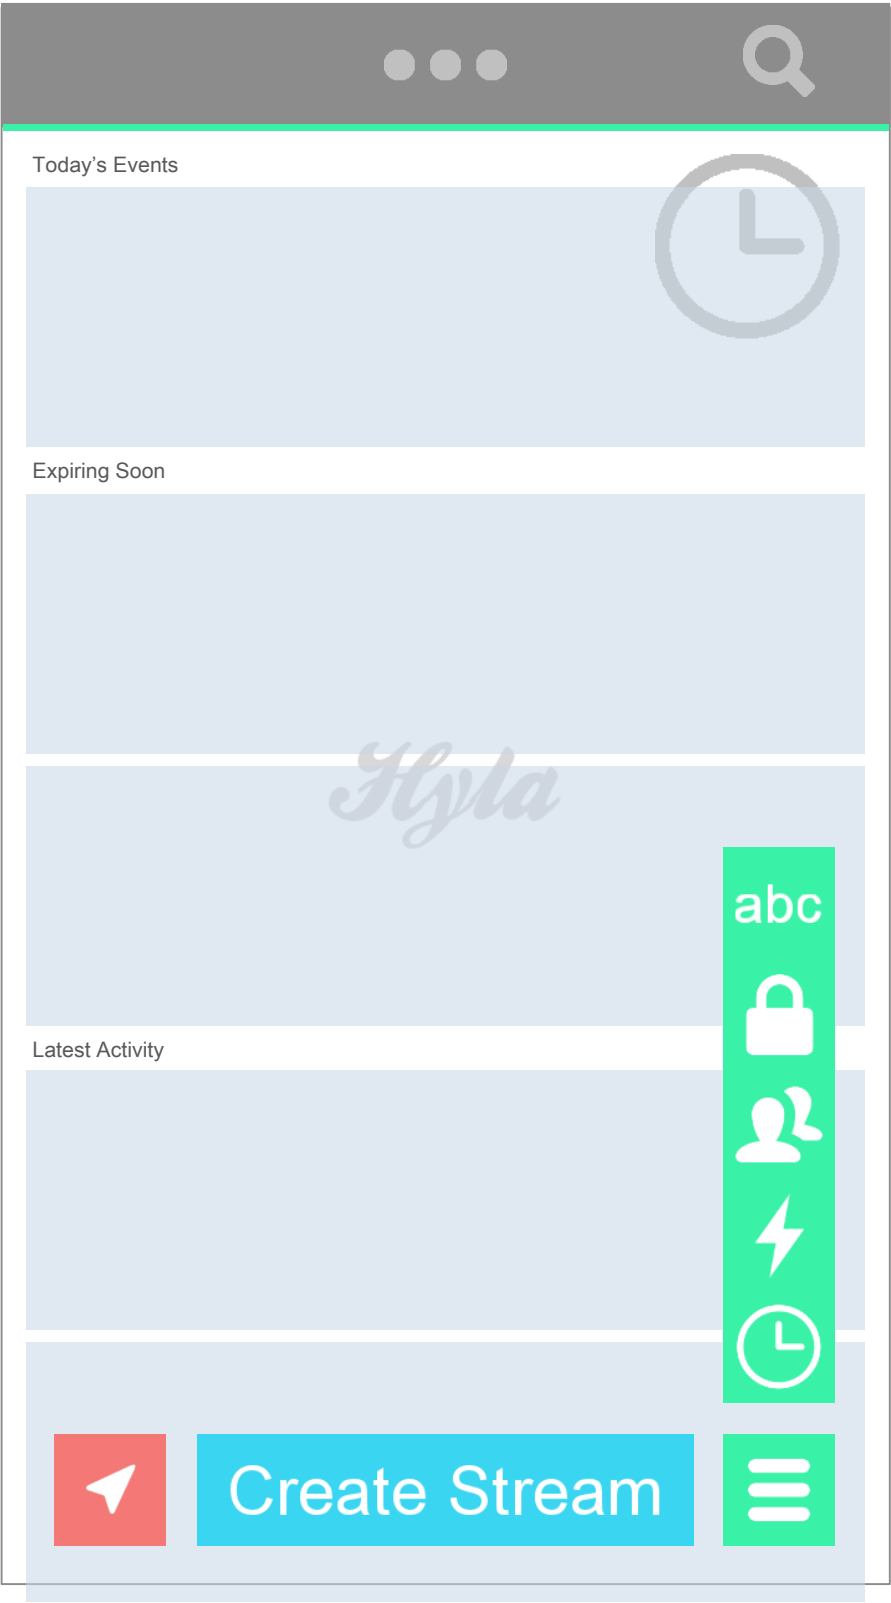 Today’s Events
Expiring Soon
Hyla
abc
Latest Activity
Create Stream